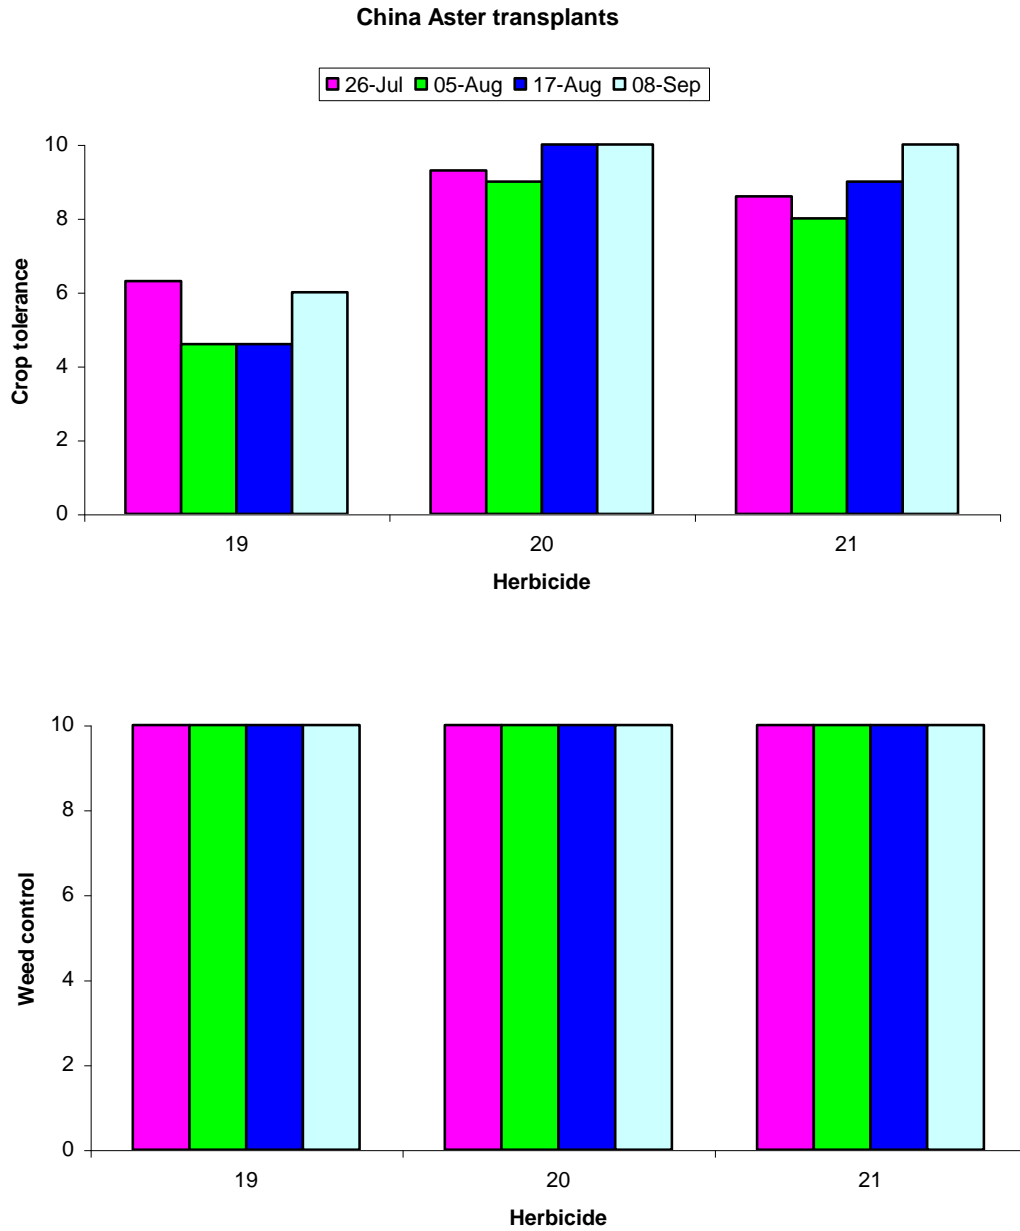 China Aster transplants
26-Jul 05-Aug 17-Aug 08-Sep
10
8
6
4
2
0
Crop tolerance
19 20 21
Herbicide
10
8
6
4
2
0
Weed control
19 20 21
Herbicide